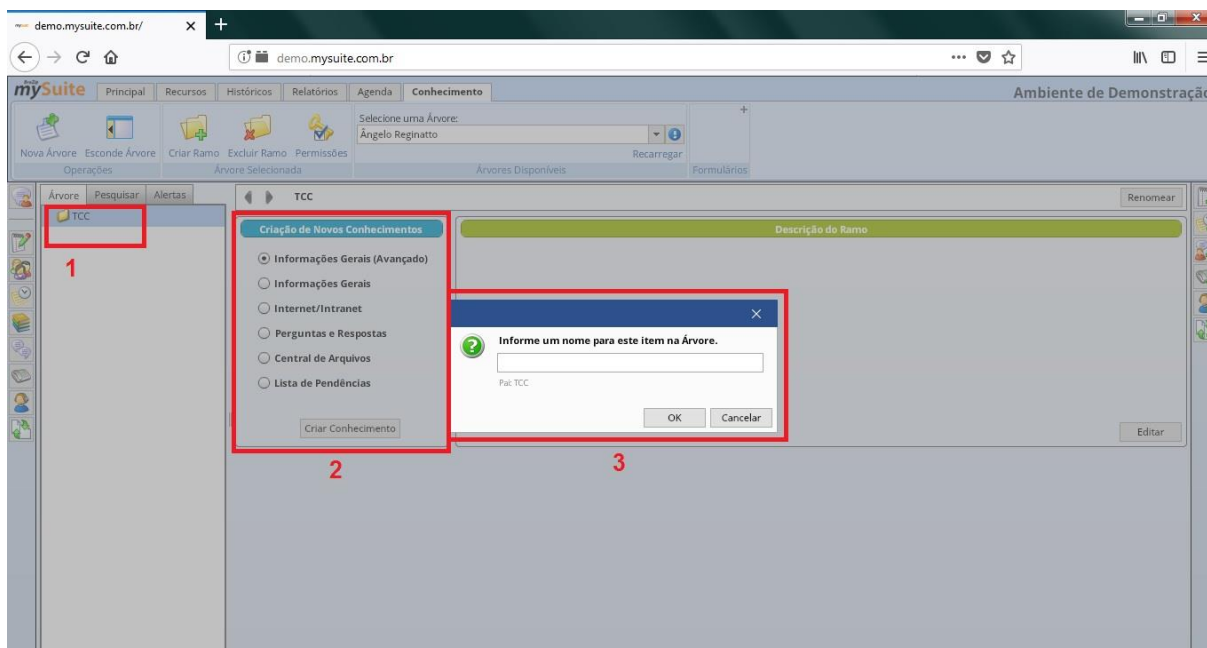 demo.mysuite.com.br/
demo.mysuite.com.br
mySuite Principal Recursos Históricos Relatórios Agenda Conhecimento Ambiente de Demonstração
Selecione uma Árvore:
Ângelo Reginatto
Nova Árvore Esconde Árvore Criar Ramo Excluir Ramo Permissões Recarregar
Operações Árvore Selecionada Árvores Disponíveis Formulários
Árvore Pesquisar Alertas TCC Renomear
TCC
1
Criação de Novos Conhecimentos Descrição do Ramo
Informações Gerais (Avançado)
Informações Gerais
Internet/Intranet
Perguntas e Respostas
Central de Arquivos
Lista de Pendências
Criar Conhecimento
2
Informe um nome para este item na Árvore.
Pai: TCC
OK Cancelar
Editar
3